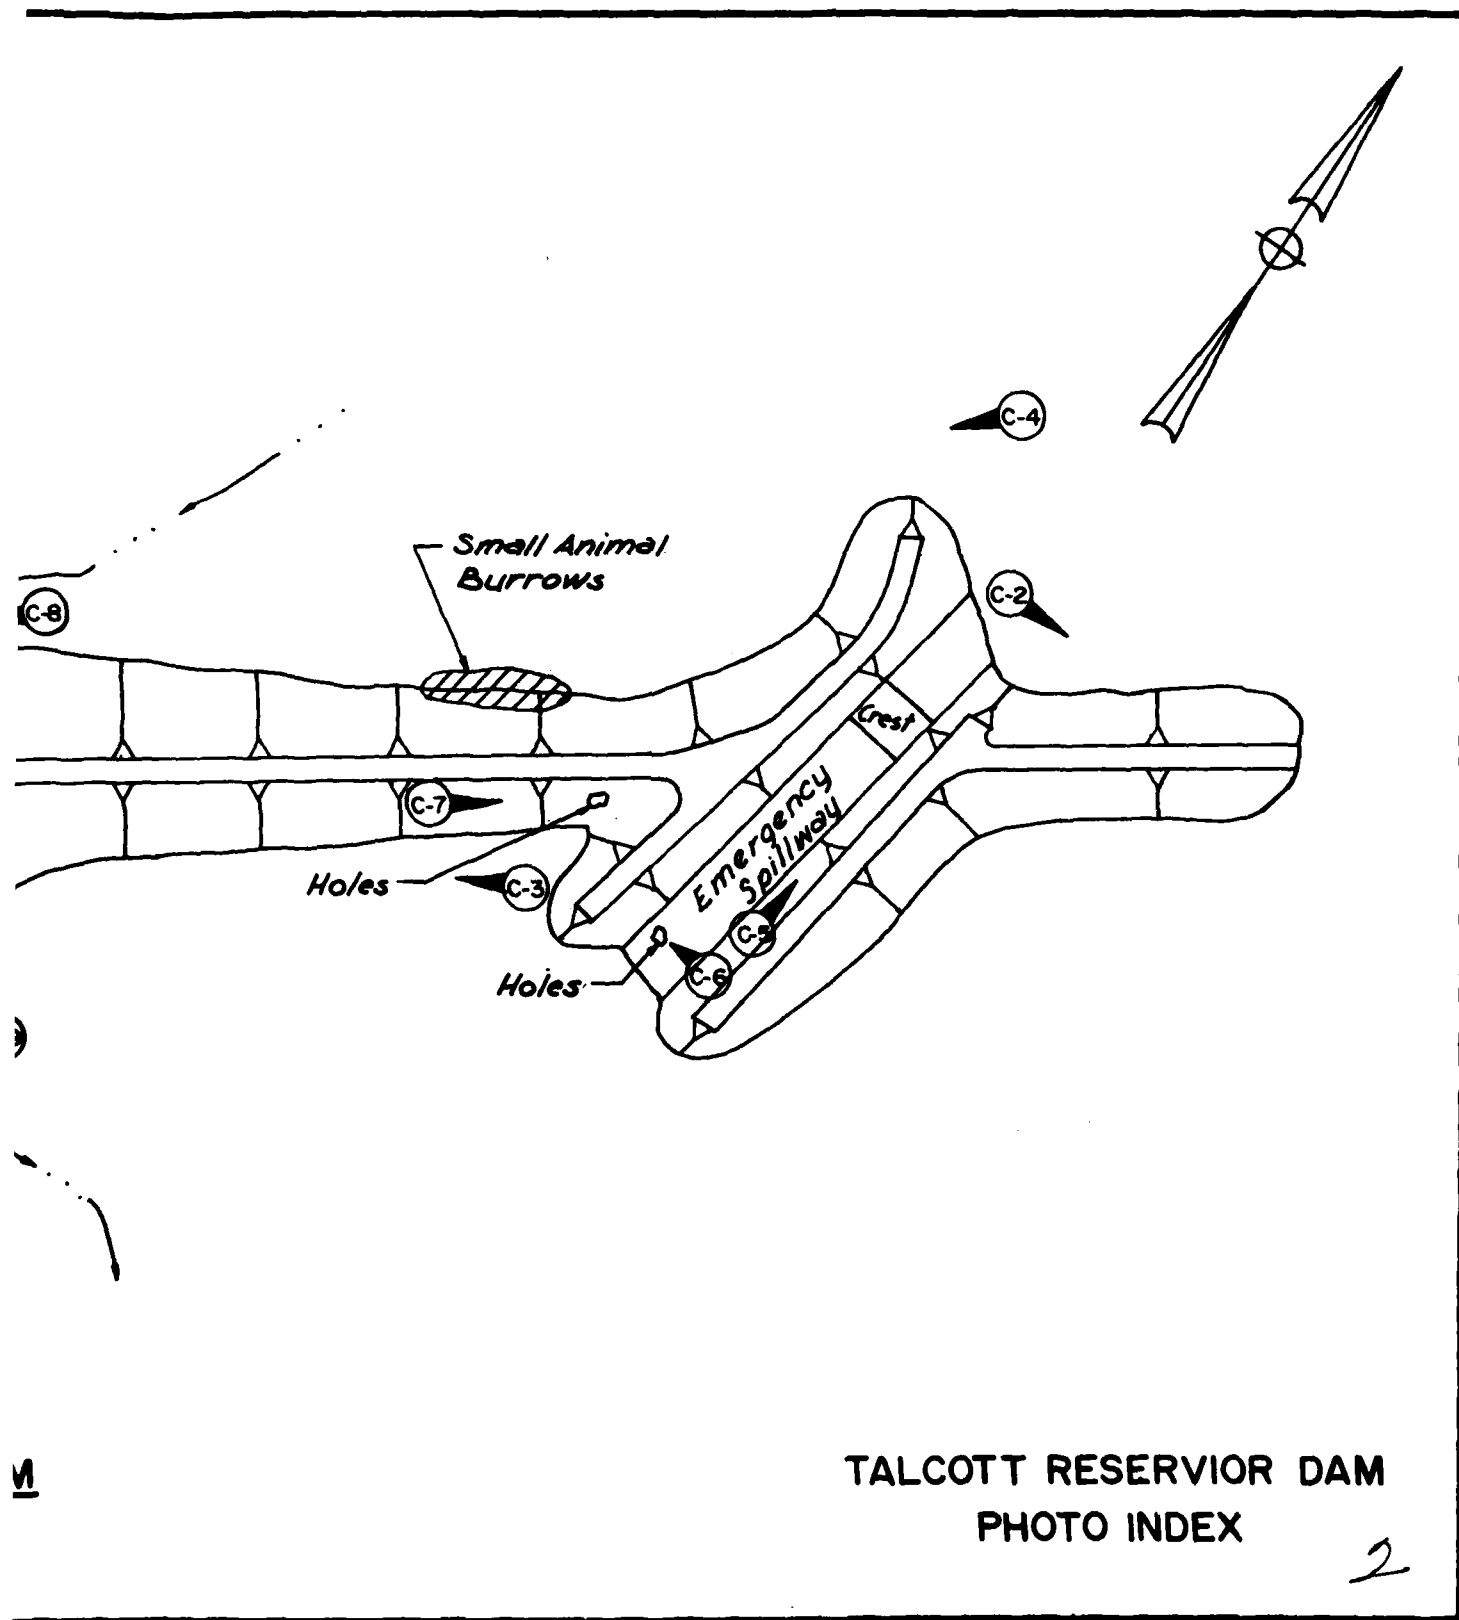 C-4
Small Animal
Burrows
C-2
C-8
Crest
C-7
Emergency
Spillway
Holes
C-3
C-5
C-6
Holes
M
TALCOTT RESERVIOR DAM
PHOTO INDEX
2